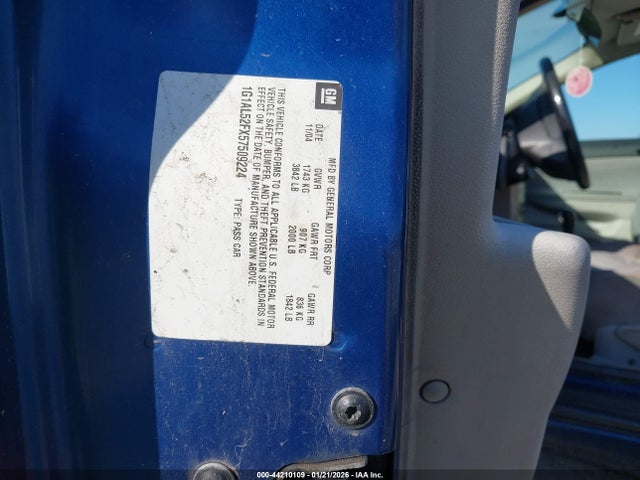 GM
MFD BY GENERAL MOTORS CORP
DATE GVWR GAWR FRT GAWR RR
11/04 1743 KG 907 KG 836 KG
3842 LB 2000 LB 1842 LB
THIS VEHICLE CONFORMS TO ALL APPLICABLE U.S. FEDERAL MOTOR
VEHICLE SAFETY, BUMPER, AND THEFT PREVENTION STANDARDS IN
EFFECT ON THE DATE OF MANUFACTURE SHOWN ABOVE.
1G1AL52FX57509224 TYPE: PASS CAR
000-44210109 - 01/21/2026 - IAA Inc.